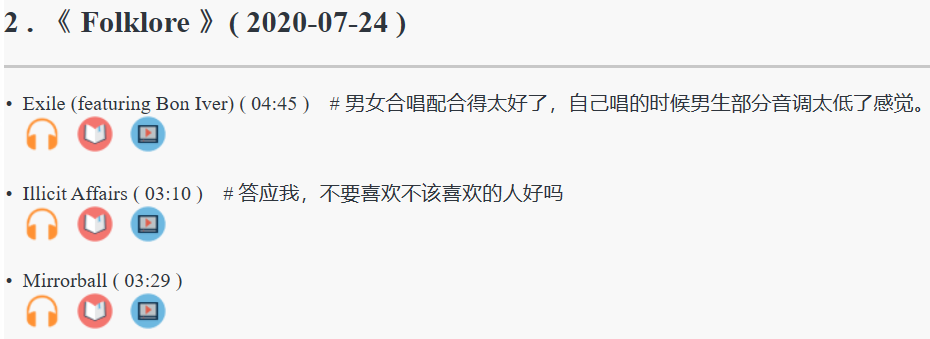 2 . 《 Folklore 》 ( 2020-07-24 )
• Exile (featuring Bon Iver) ( 04:45 ) # 男女合唱配合得太好了，自己唱的时候男生部分音调太低了感觉。
• Illicit Affairs ( 03:10 ) # 答应我，不要喜欢不该喜欢的人好吗
• Mirrorball ( 03:29 )